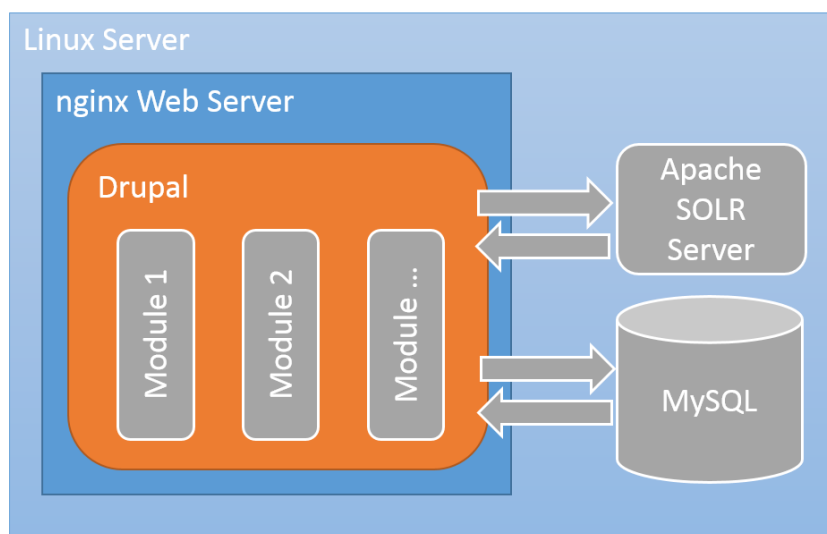 Linux Server
nginx Web Server
Drupal
Module 1
Module 2
Module ...
Apache
SOLR
Server
MySQL